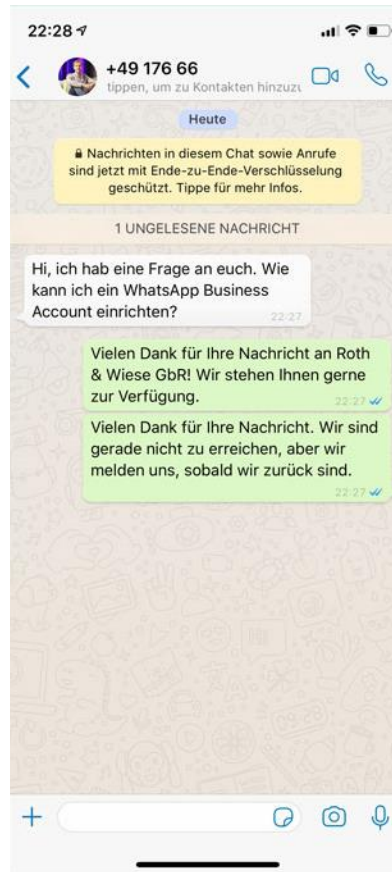 22:28
+49 176 66
tippen, um zu Kontakten hinzuzu
Heute
Nachrichten in diesem Chat sowie Anrufe
sind jetzt mit Ende-zu-Ende-Verschlüsselung
geschützt. Tippe für mehr Infos.
1 UNGELESENE NACHRICHT
Hi, ich hab eine Frage an euch. Wie
kann ich ein WhatsApp Business
Account einrichten?
22:27
Vielen Dank für Ihre Nachricht an Roth
& Wiese GbR! Wir stehen Ihnen gerne
zur Verfügung.
22:27
Vielen Dank für Ihre Nachricht. Wir sind
gerade nicht zu erreichen, aber wir
melden uns, sobald wir zurück sind.
22:27